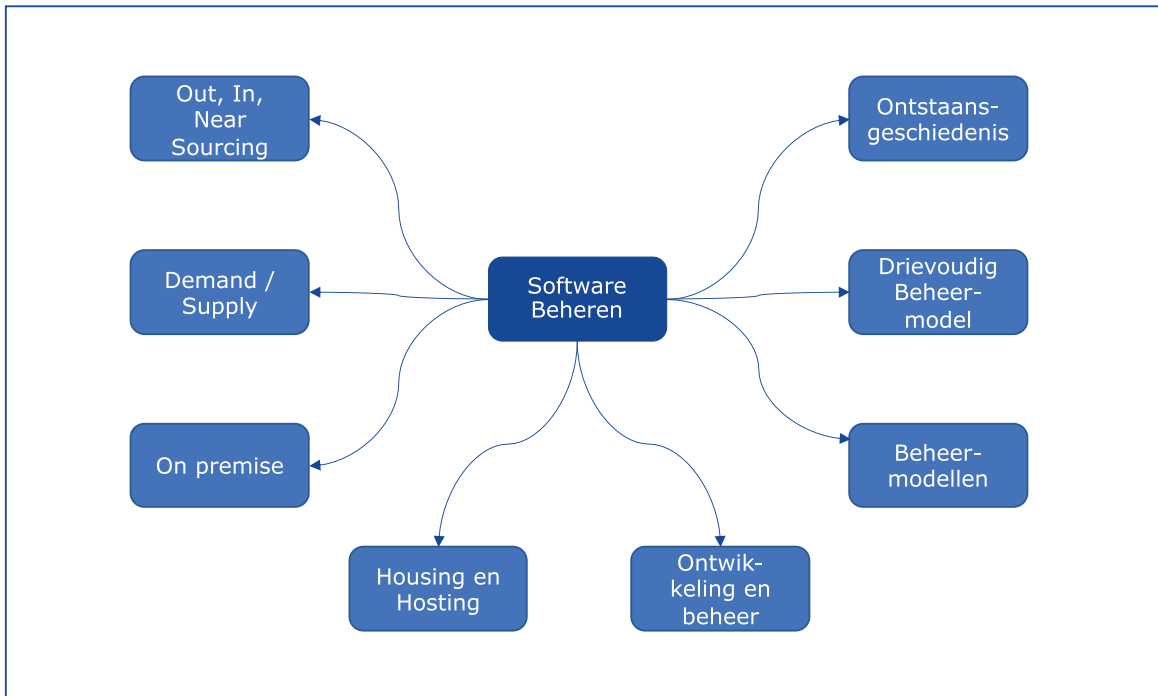 Out, In,
Near
Sourcing
Ontstaans-
geschiedenis
Demand /
Supply
Software
Beheren
Drievoudig
Beheer-
model
On premise
Beheer-
modellen
Housing en
Hosting
Ontwik-
keling en
beheer